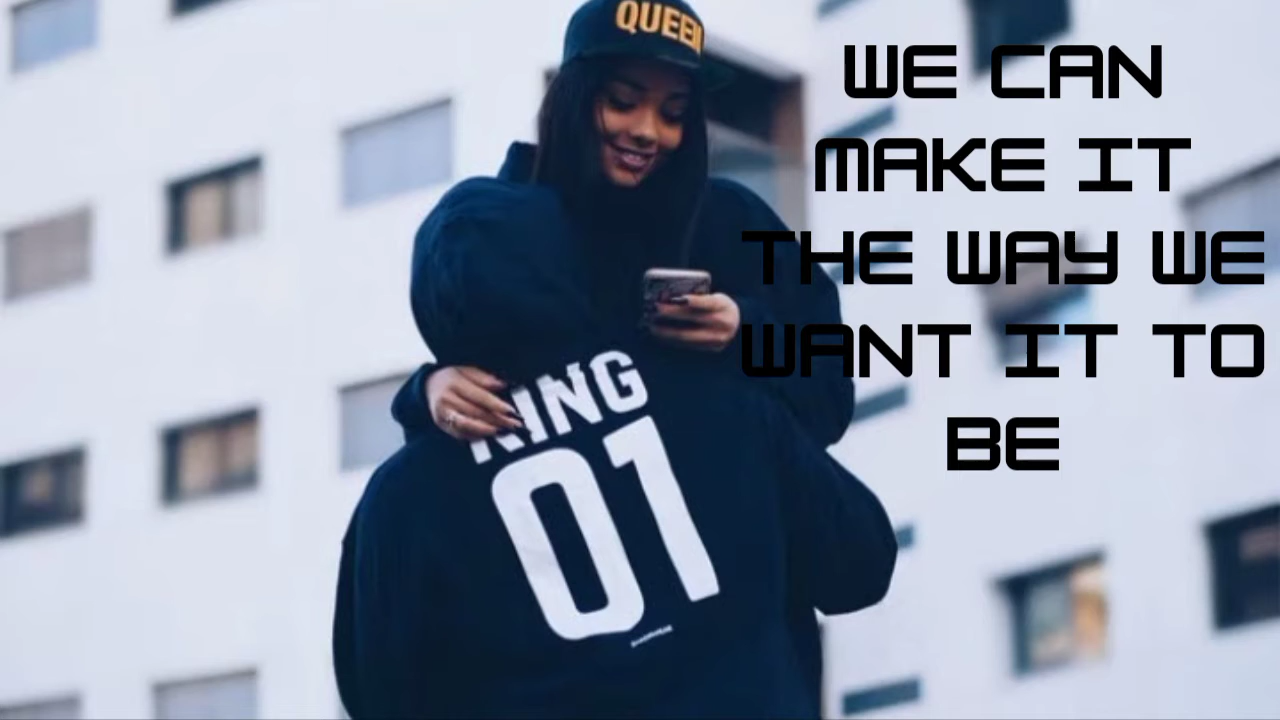 QUEEN
WE CAN
MAKE IT
THE WAY WE
WANT IT TO
BE
KING
01